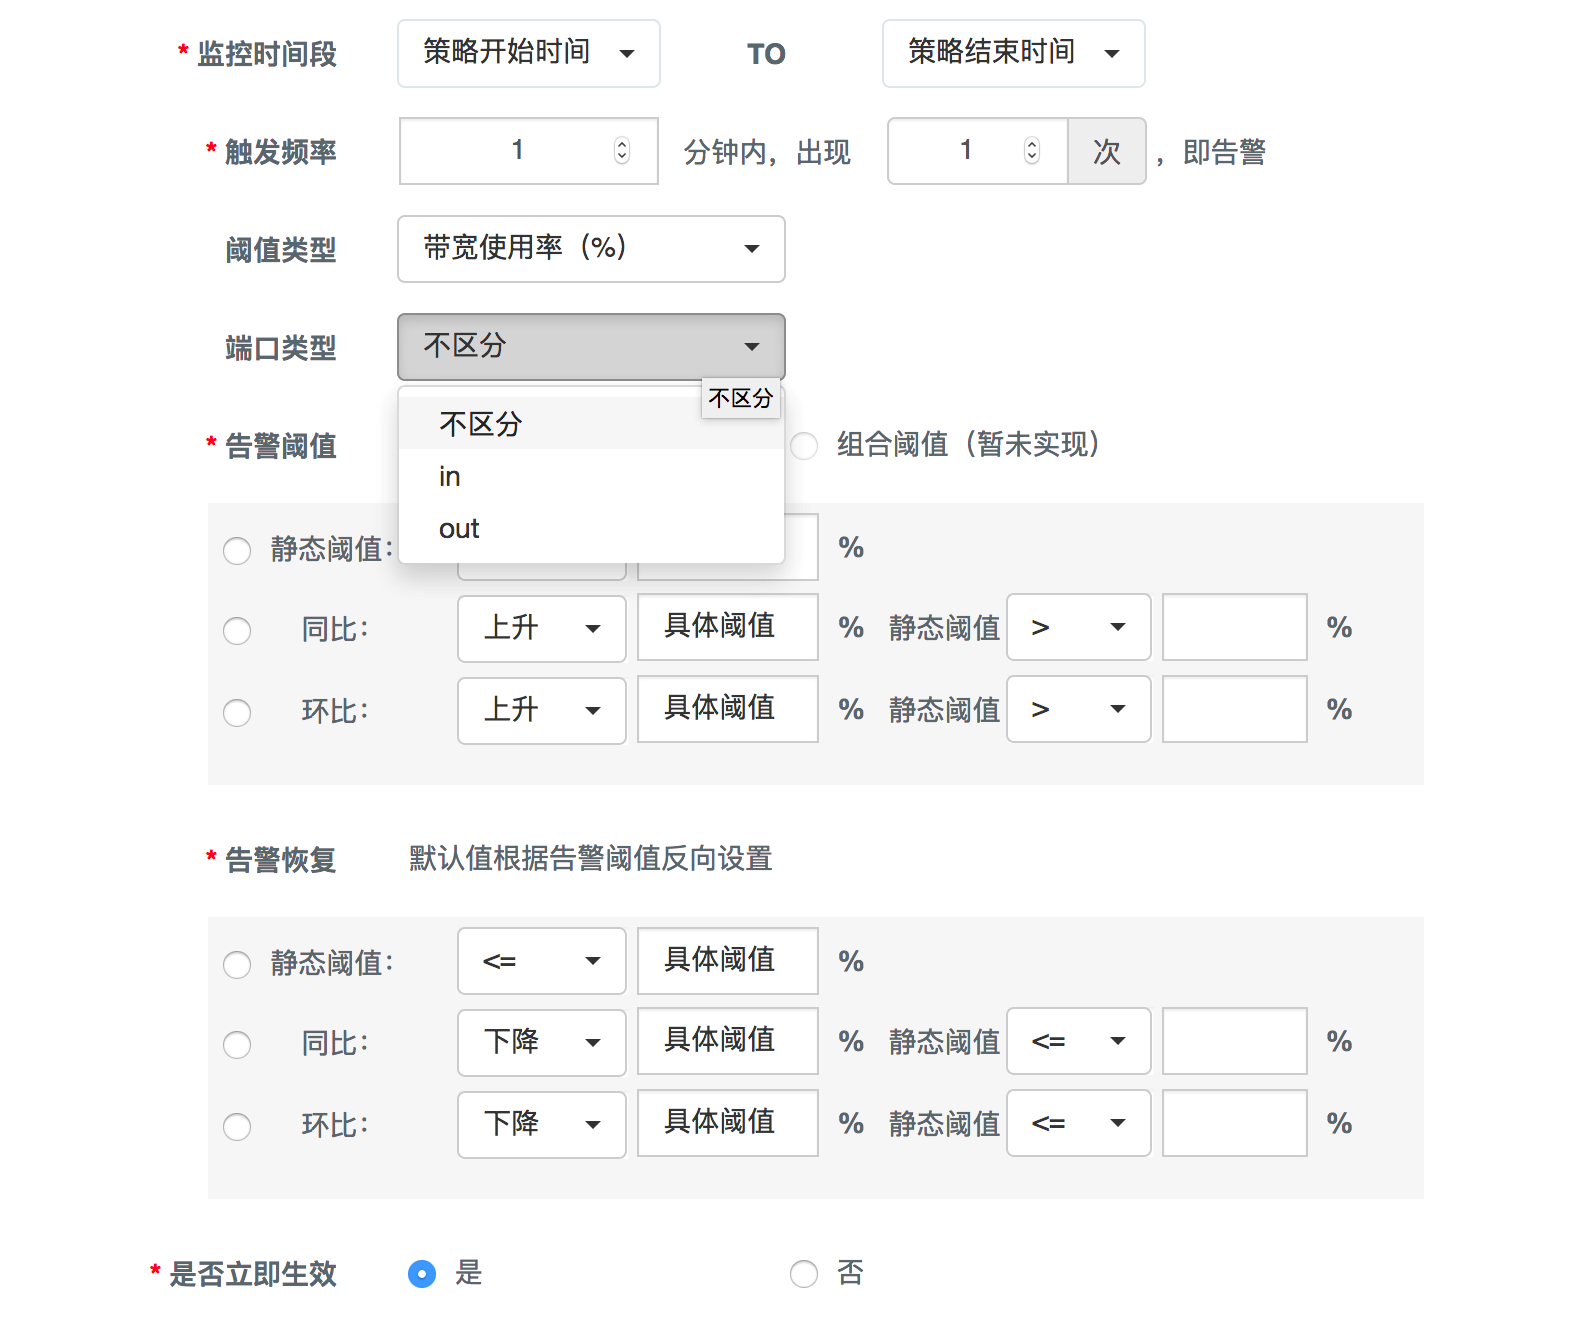 * 监控时间段 策略开始时间 TO 策略结束时间
* 触发频率 1 分钟内，出现 1 次 ，即告警
阈值类型 带宽使用率（%）
端口类型 不区分
不区分
不区分
* 告警阈值 组合阈值（暂未实现）
in
out
静态阈值： %
同比： 上升 具体阈值 % 静态阈值 > %
环比： 上升 具体阈值 % 静态阈值 > %
* 告警恢复 默认值根据告警阈值反向设置
静态阈值： <= 具体阈值 %
同比： 下降 具体阈值 % 静态阈值 <= %
环比： 下降 具体阈值 % 静态阈值 <= %
* 是否立即生效 是 否